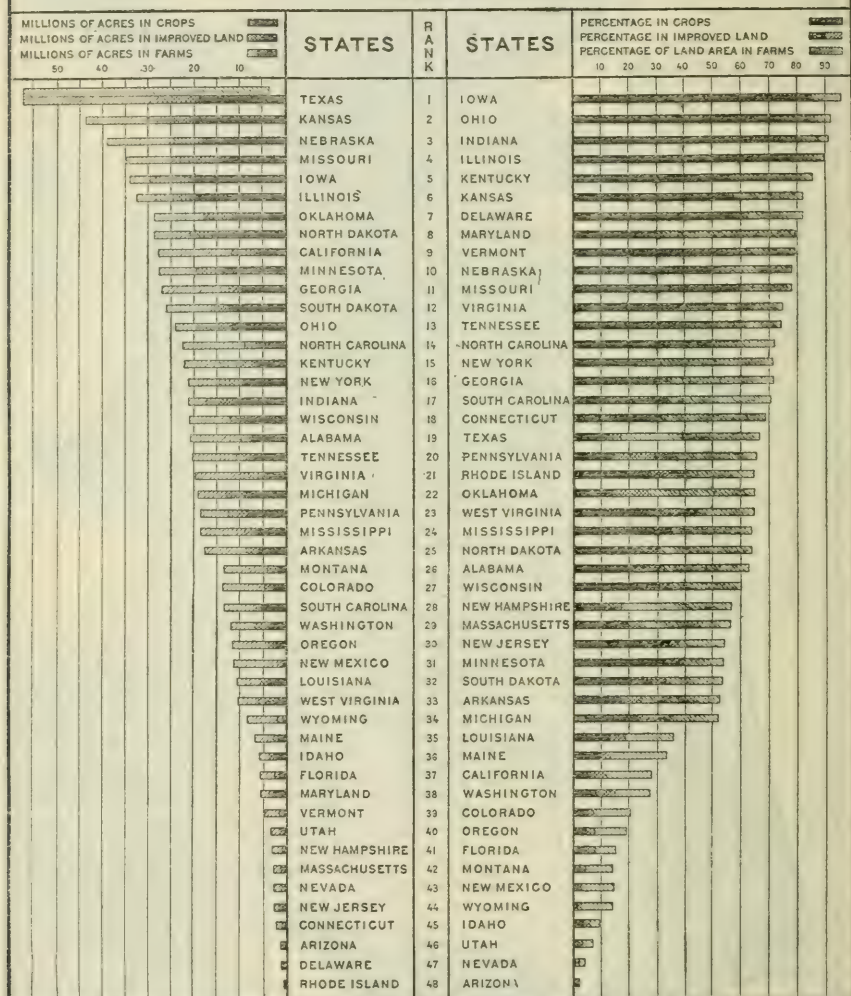 MILLIONS OF ACRES IN CROPS
MILLIONS OF ACRES IN IMPROVED LAND
MILLIONS OF ACRES IN FARMS
50 40 30 20 10
STATES
RANK
STATES
PERCENTAGE IN CROPS
PERCENTAGE IN IMPROVED LAND
PERCENTAGE OF LAND AREA IN FARMS
10 20 30 40 50 60 70 80 90
TEXAS 1 IOWA
KANSAS 2 OHIO
NEBRASKA 3 INDIANA
MISSOURI 4 ILLINOIS
IOWA 5 KENTUCKY
ILLINOIS 6 KANSAS
OKLAHOMA 7 DELAWARE
NORTH DAKOTA 8 MARYLAND
CALIFORNIA 9 VERMONT
MINNESOTA 10 NEBRASKA
GEORGIA 11 MISSOURI
SOUTH DAKOTA 12 VIRGINIA
OHIO 13 TENNESSEE
NORTH CAROLINA 14 NORTH CAROLINA
KENTUCKY 15 NEW YORK
NEW YORK 16 GEORGIA
INDIANA 17 SOUTH CAROLINA
WISCONSIN 18 CONNECTICUT
ALABAMA 19 TEXAS
TENNESSEE 20 PENNSYLVANIA
VIRGINIA 21 RHODE ISLAND
MICHIGAN 22 OKLAHOMA
PENNSYLVANIA 23 WEST VIRGINIA
MISSISSIPPI 24 MISSISSIPPI
ARKANSAS 25 NORTH DAKOTA
MONTANA 26 ALABAMA
COLORADO 27 WISCONSIN
SOUTH CAROLINA 28 NEW HAMPSHIRE
WASHINGTON 29 MASSACHUSETTS
OREGON 30 NEW JERSEY
NEW MEXICO 31 MINNESOTA
LOUISIANA 32 SOUTH DAKOTA
WEST VIRGINIA 33 ARKANSAS
WYOMING 34 MICHIGAN
MAINE 35 LOUISIANA
IDAHO 36 MAINE
FLORIDA 37 CALIFORNIA
MARYLAND 38 WASHINGTON
VERMONT 39 COLORADO
UTAH 40 OREGON
NEW HAMPSHIRE 41 FLORIDA
MASSACHUSETTS 42 MONTANA
NEVADA 43 NEW MEXICO
NEW JERSEY 44 WYOMING
CONNECTICUT 45 IDAHO
ARIZONA 46 UTAH
DELAWARE 47 NEVADA
RHODE ISLAND 48 ARIZONA